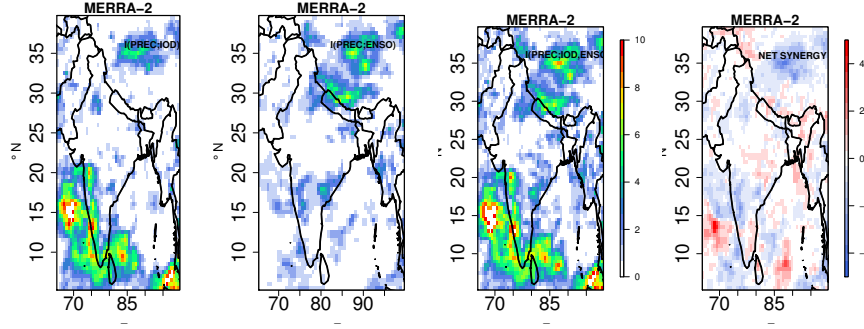 MERRA−2
MERRA−2
MERRA−2
MERRA−2
I(PREC;IOD)
I(PREC;ENSO)
I(PREC;IOD,ENSO
NET SYNERGY
° N
10 15 20 25 30 35
70 85
° N
10 15 20 25 30 35
70 80 90
10 15 20 25 30 35
70 85
0 2 4 6 8 10
10 15 20 25 30 35
70 85
4
2
0